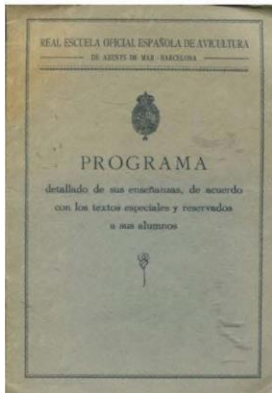 REAL ESCUELA OFICIAL ESPAÑOLA DE AVICULTURA
DE ARENYS DE MAR - BARCELONA
PROGRAMA
detallado de sus enseñanzas, de acuerdo
con los textos especiales y reservados
a sus alumnos